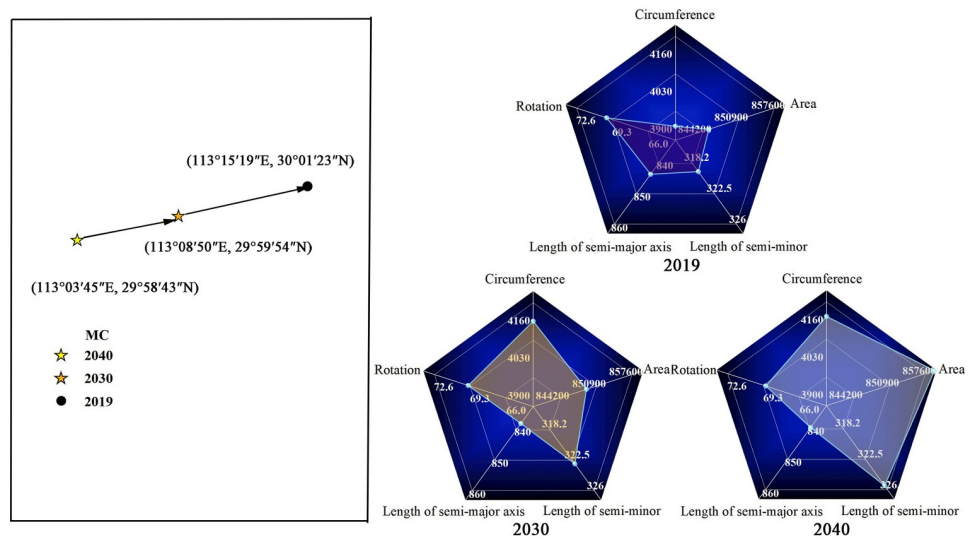 (113°15′19″E, 30°01′23″N)
(113°08′50″E, 29°59′54″N)
(113°03′45″E, 29°58′43″N)
MC
2040
2030
2019
Circumference
4160
4030
3900
Area
857600
850900
844200
Rotation
72.6
69.3
66.0
840
850
860
318.2
322.5
326
Length of semi-major axis
Length of semi-minor
2019
Circumference
4160
4030
3900
Area
857600
850900
844200
Rotation
72.6
69.3
66.0
840
850
860
318.2
322.5
326
Length of semi-major axis
Length of semi-minor
2030
Circumference
4160
4030
3900
Area
857600
850900
844200
Rotation
72.6
69.3
66.0
840
850
860
318.2
322.5
326
Length of semi-major axis
Length of semi-minor
2040